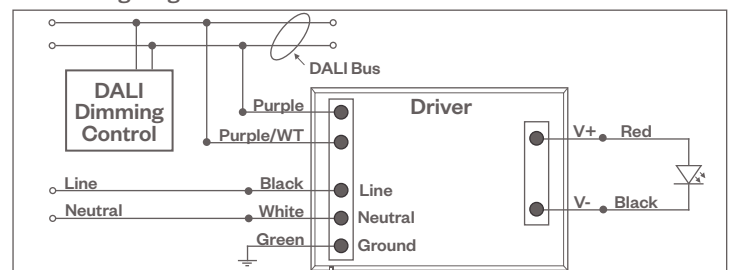 DALI Bus
DALI
Dimming
Control
Driver
Purple
Purple/WT
V+ Red
Line Black Line
Neutral White Neutral
V- Black
Green Ground